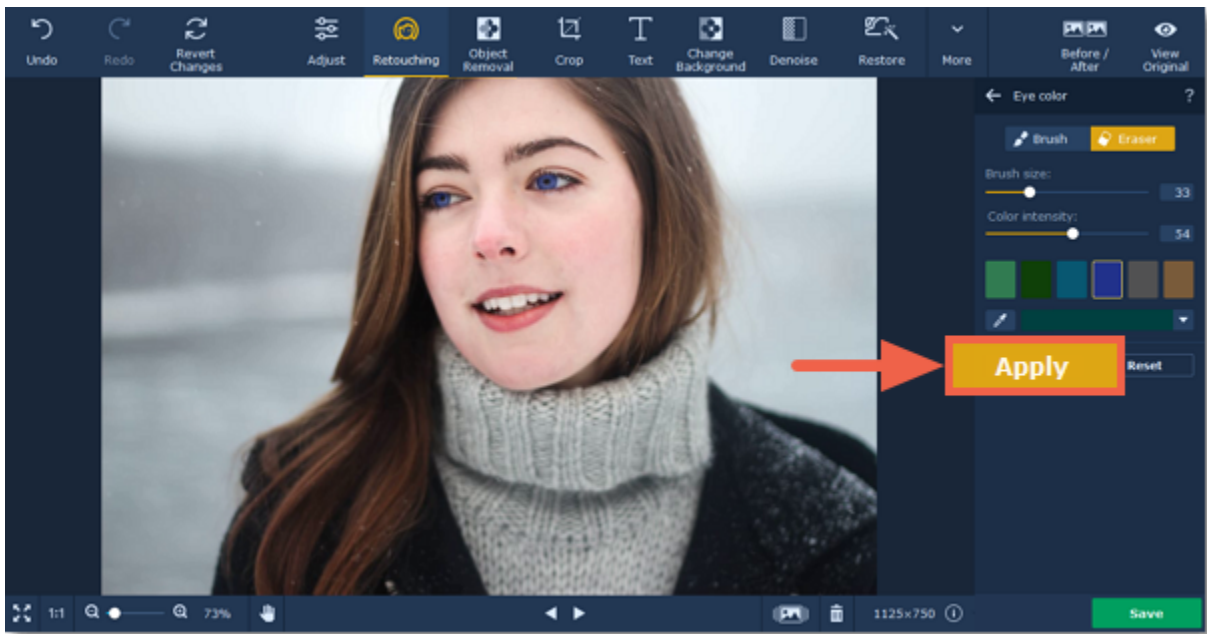 Undo
Redo
Revert
Changes
Adjust
Retouching
Object
Removal
Crop
Text
Change
Background
Denoise
Restore
More
Before /
After
View
Original
Eye color
?
Brush
Eraser
Brush size:
33
Color intensity:
54
Apply
Reset
1:1
73%
1125×750
Save